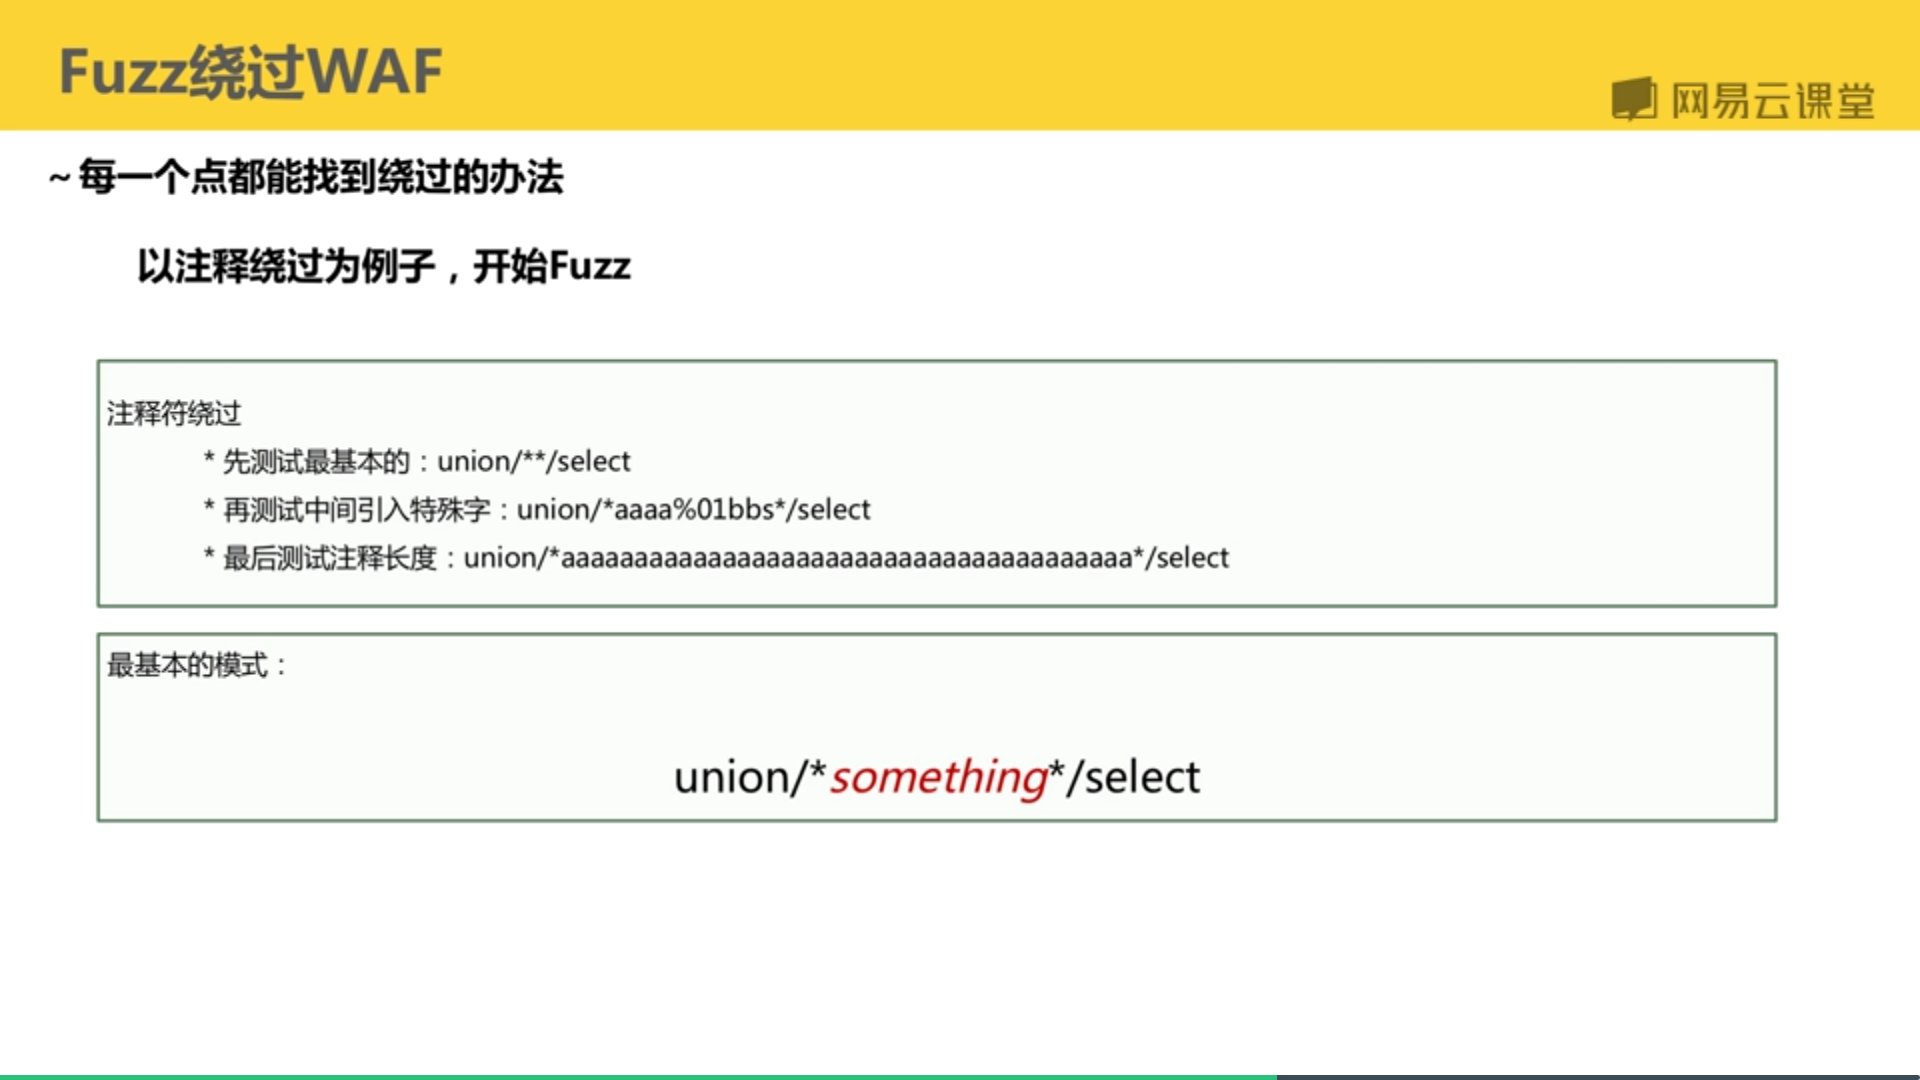 Fuzz绕过WAF
网易云课堂
~每一个点都能找到绕过的办法
以注释绕过为例子，开始Fuzz
注释符绕过
* 先测试最基本的：union/**/select
* 再测试中间引入特殊字：union/*aaaa%01bbs*/select
* 最后测试注释长度：union/*aaaaaaaaaaaaaaaaaaaaaaaaaaaaaaaaaaaaaaa*/select
最基本的模式：
union/*something*/select